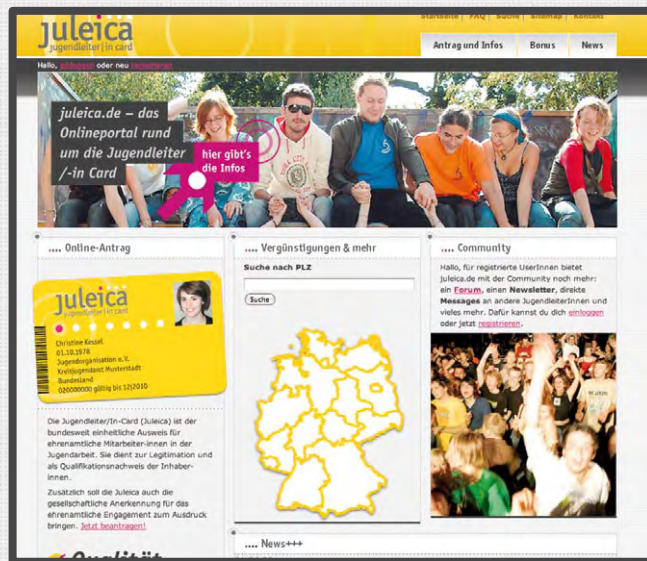 juleica
jugendleiter|in card
Startseite | FAQ | Suche | Sitemap | Kontakt
Antrag und Infos
Bonus
News
Hallo, einloggen oder neu registrieren
juleica.de – das
Onlineportal rund
um die Jugendleiter
/-in Card
hier gibt's
die Infos
.... Online-Antrag
juleica
jugendleiter|in card
Christine Kessel
01.10.1978
Jugendorganisation e.V.
Kreisjugendamt Musterstadt
Bundesland
020000000 gültig bis 12|2010
Die Jugendleiter/In-Card (Juleica) ist der
bundesweit einheitliche Ausweis für
ehrenamtliche Mitarbeiter-innen in der
Jugendarbeit. Sie dient zur Legitimation und
als Qualifikationsnachweis der Inhaber-
innen.
Zusätzlich soll die Juleica auch die
gesellschaftliche Anerkennung für das
ehrenamtliche Engagement zum Ausdruck
bringen. Jetzt beantragen!
Qualität
.... Vergünstigungen & mehr
Suche nach PLZ
Suche
.... Community
Hallo, für registrierte UserInnen bietet
juleica.de mit der Community noch mehr:
ein Forum, einen Newsletter, direkte
Messages an andere JugendleiterInnen und
vieles mehr. Dafür kannst du dich einloggen
oder jetzt registrieren.
.... News+++